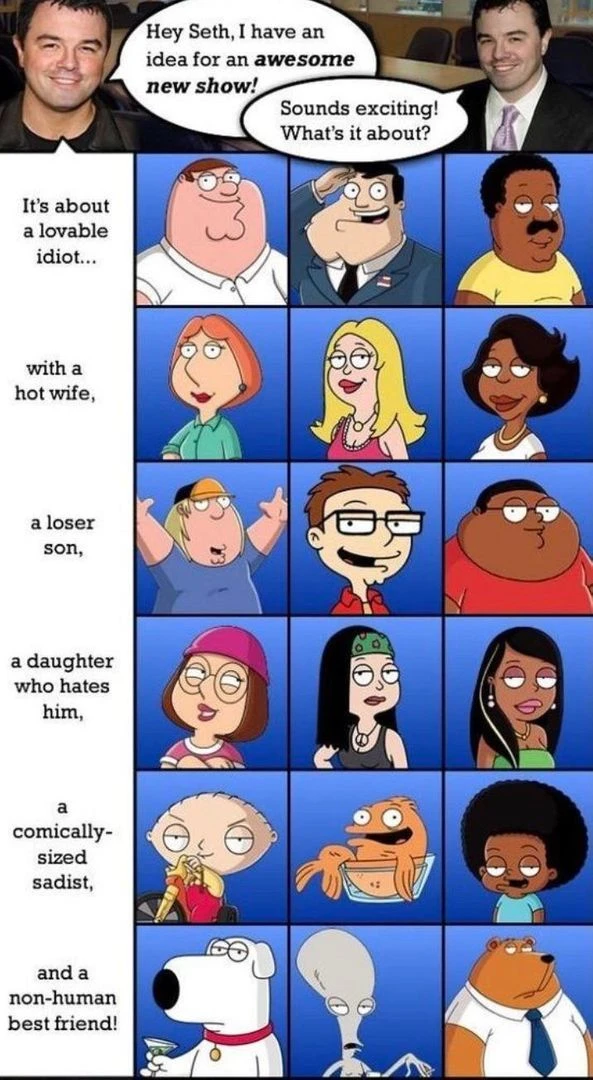 Hey Seth, I have an
idea for an awesome
new show!
Sounds exciting!
What's it about?
It's about
a lovable
idiot...
with a
hot wife,
a loser
son,
a daughter
who hates
him,
a
comically-
sized
sadist,
and a
non-human
best friend!